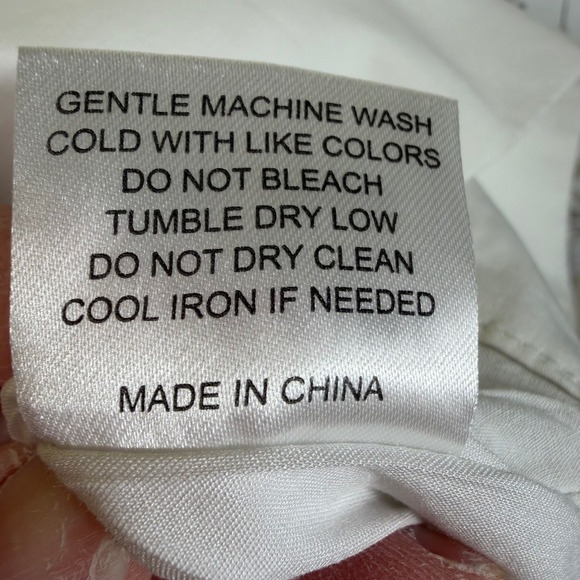 GENTLE MACHINE WASH
COLD WITH LIKE COLORS
DO NOT BLEACH
TUMBLE DRY LOW
DO NOT DRY CLEAN
COOL IRON IF NEEDED
MADE IN CHINA